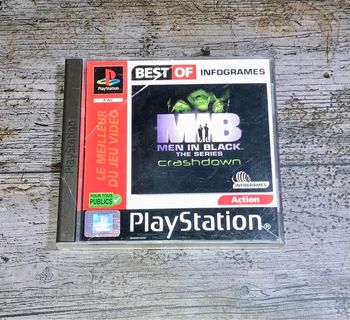 PlayStation
PAL
BEST OF INFOGRAMES
LE MEILLEUR
DU JEU VIDÉO
MIB
MEN IN BLACK
THE SERIES
crashdown
INFOGRAMES
Action
POUR TOUS
PUBLICS
PlayStation
PlayStation